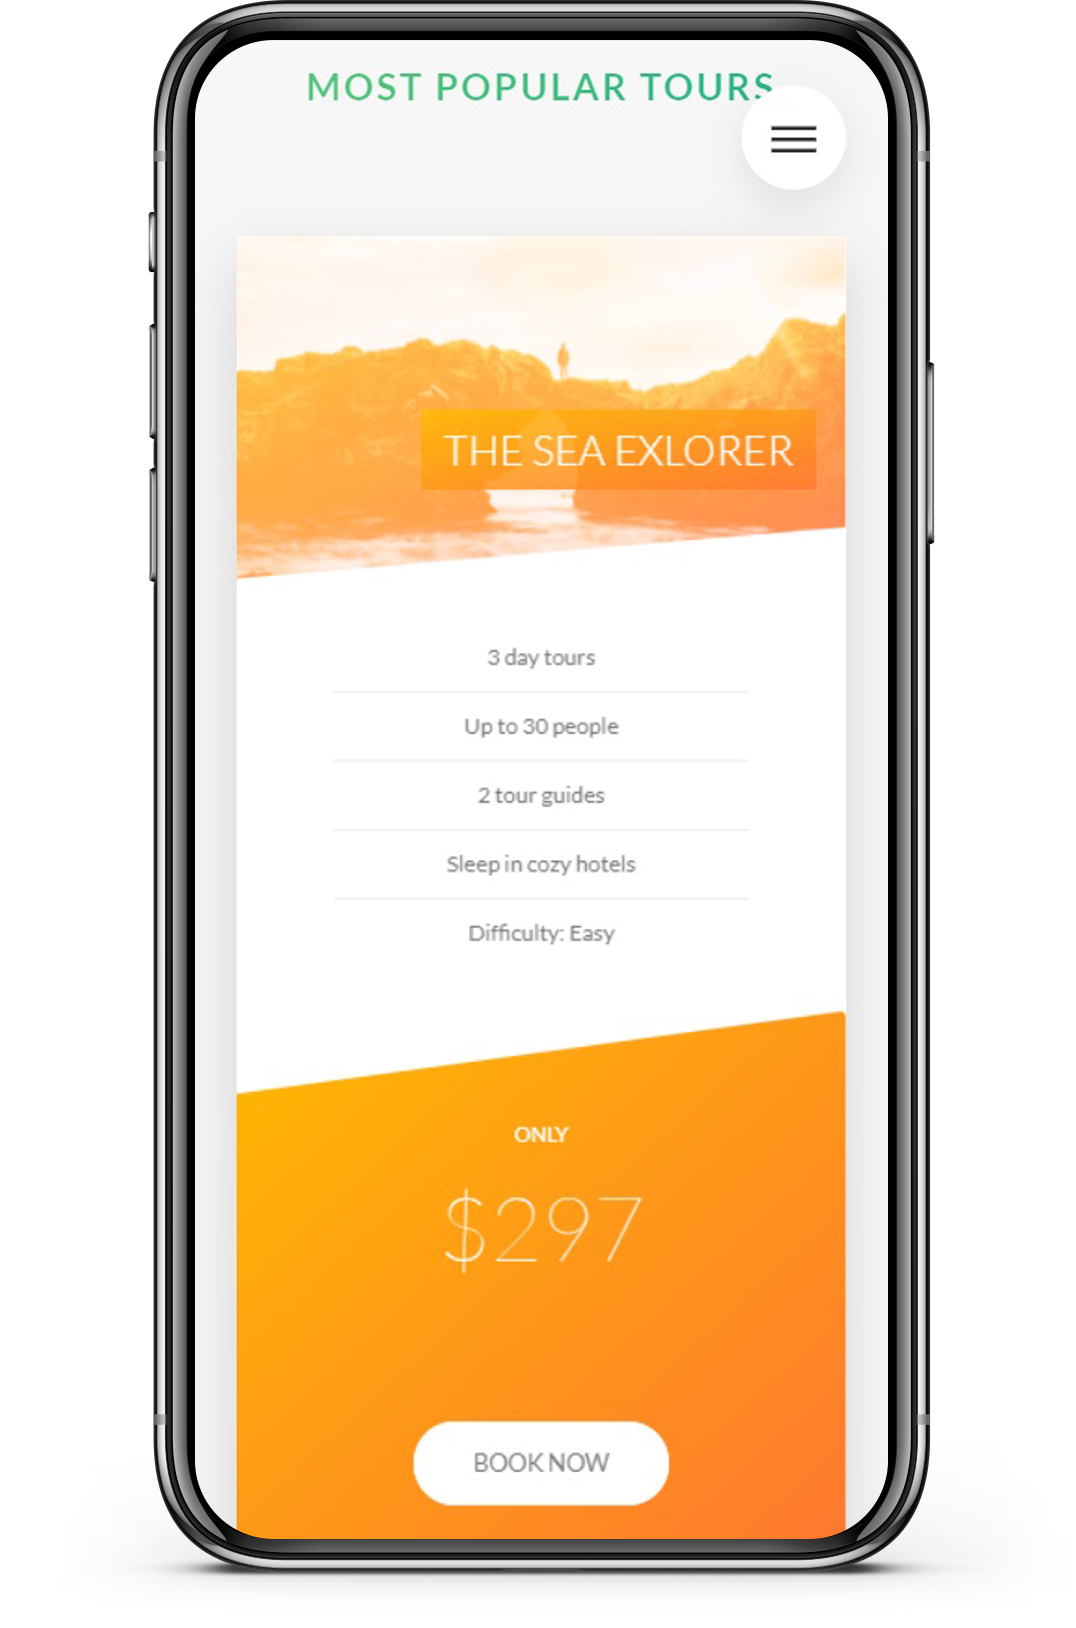 MOST POPULAR TOURS
THE SEA EXLORER
3 day tours
Up to 30 people
2 tour guides
Sleep in cozy hotels
Difficulty: Easy
ONLY
$297
BOOK NOW